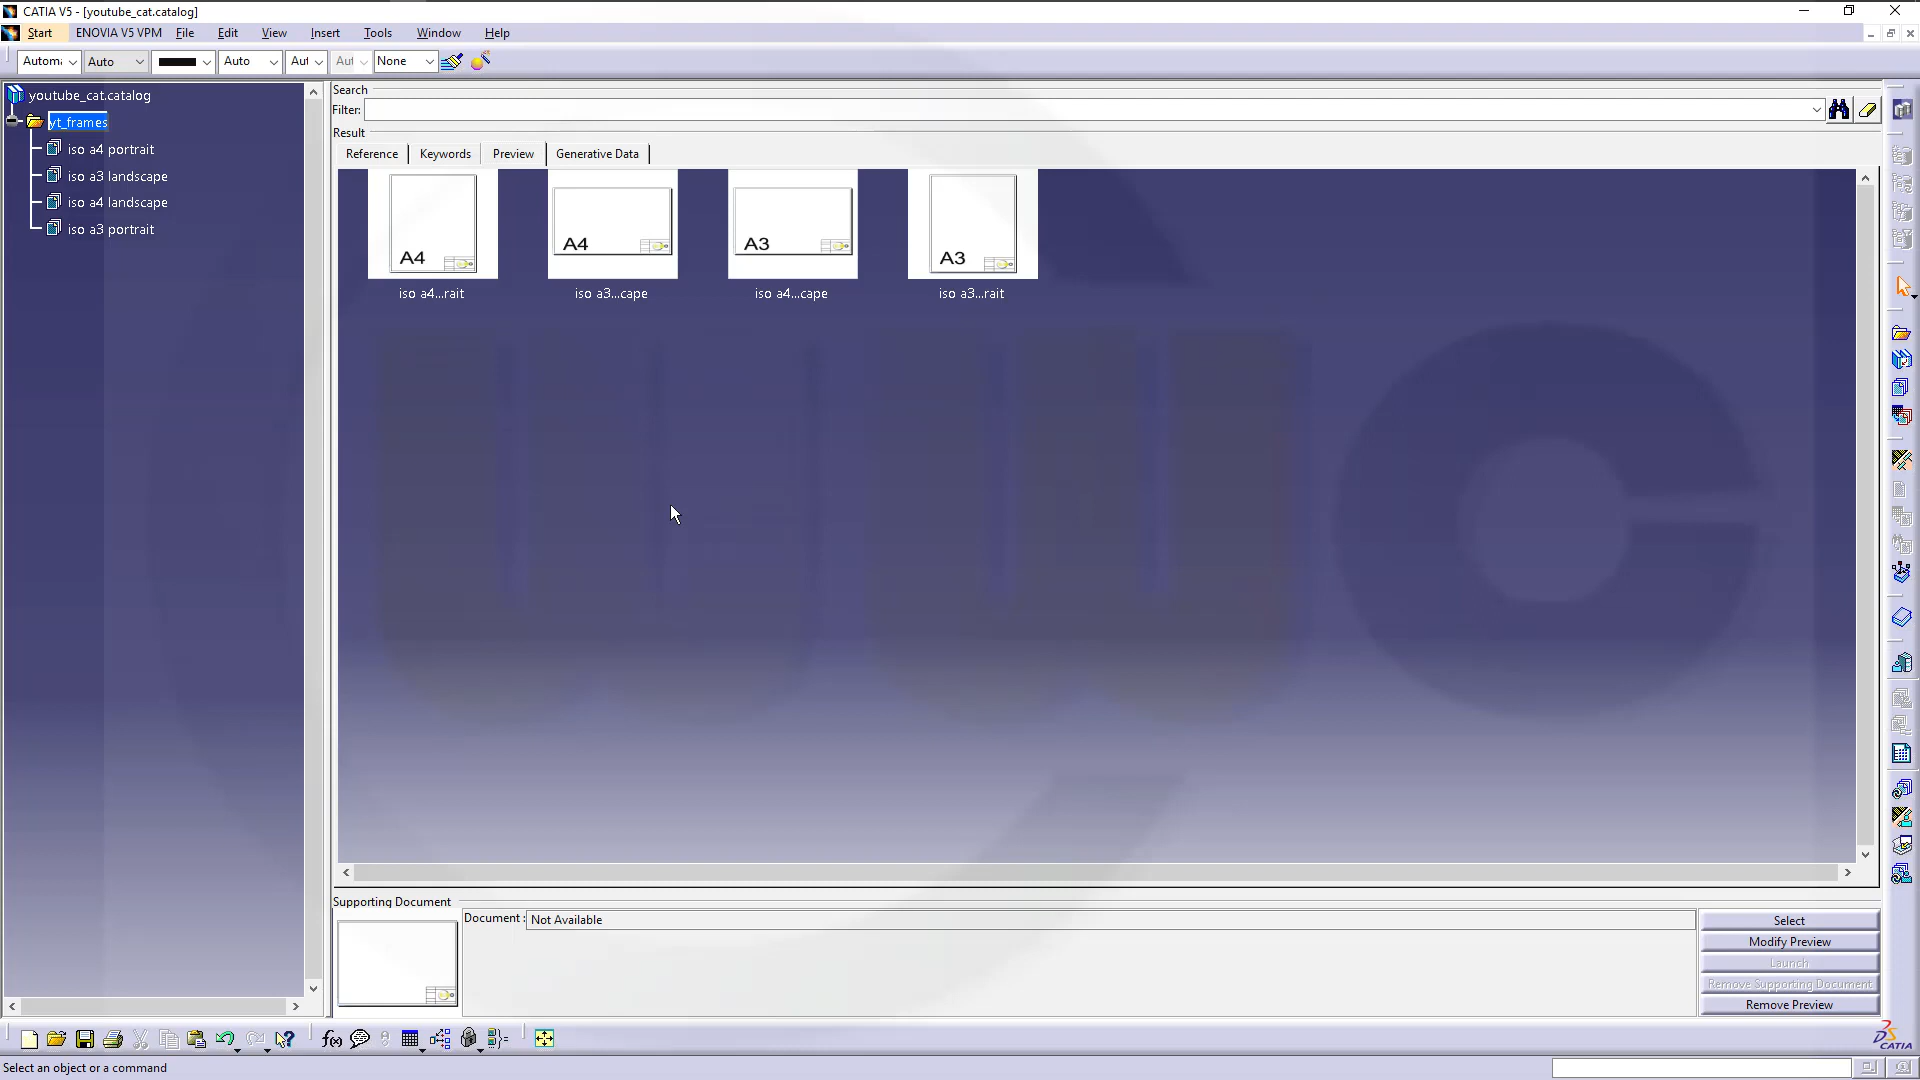 CATIA V5 - [youtube_cat.catalog]
Start ENOVIA V5 VPM File Edit View Insert Tools Window Help
Automa Auto Auto Aut Aut None
youtube_cat.catalog
yt_frames
iso a4 portrait
iso a3 landscape
iso a4 landscape
iso a3 portrait
Search
Filter:
Result
Reference Keywords Preview Generative Data
A4 A4 A3 A3
iso a4...rait iso a3...cape iso a4...cape iso a3...rait
Supporting Document
Document : Not Available
Select
Modify Preview
Launch
Remove Supporting Document
Remove Preview
f(x)
CATIA
Select an object or a command